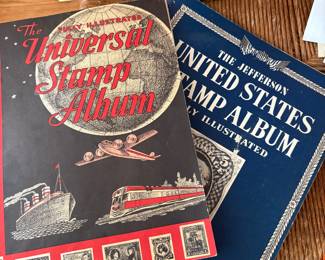 The
FULLY ILLUSTRATED
Universal
Stamp
Album
THE JEFFERSON
UNITED STATES
STAMP ALBUM
Y ILLUSTRATED